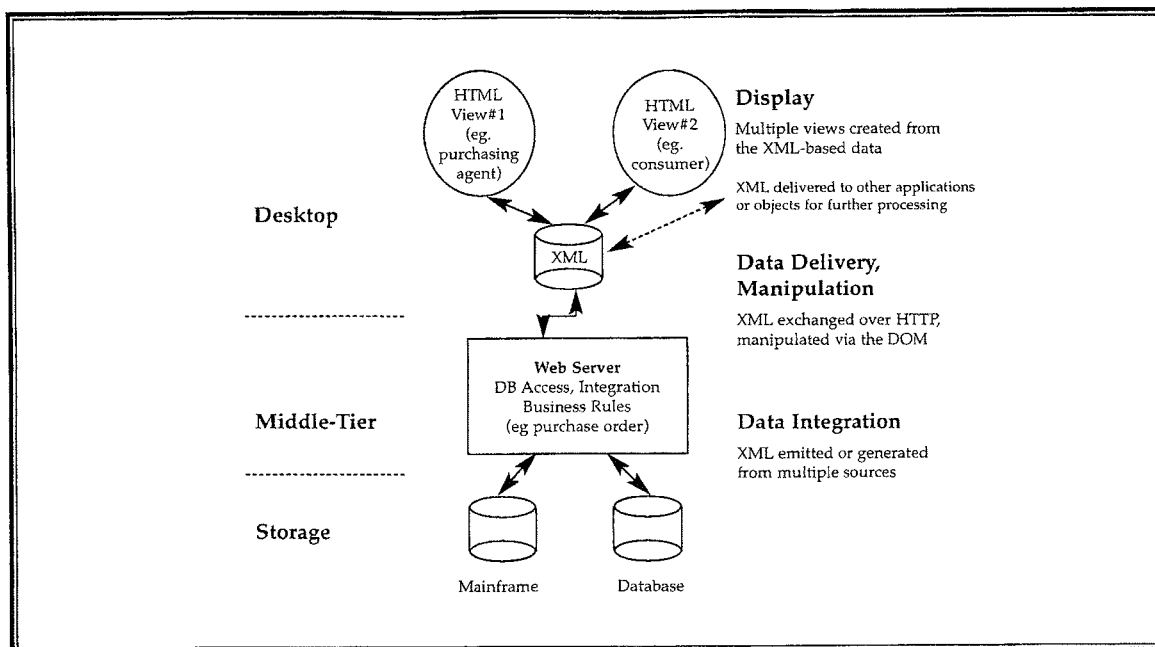 HTML
View#1
(eg.
purchasing
agent)
HTML
View#2
(eg.
consumer)
Display
Multiple views created from
the XML-based data
XML delivered to other applications
or objects for further processing
Desktop
XML
Data Delivery,
Manipulation
XML exchanged over HTTP,
manipulated via the DOM
Web Server
DB Access, Integration
Business Rules
(eg purchase order)
Middle-Tier
Data Integration
XML emitted or generated
from multiple sources
Storage
Mainframe
Database